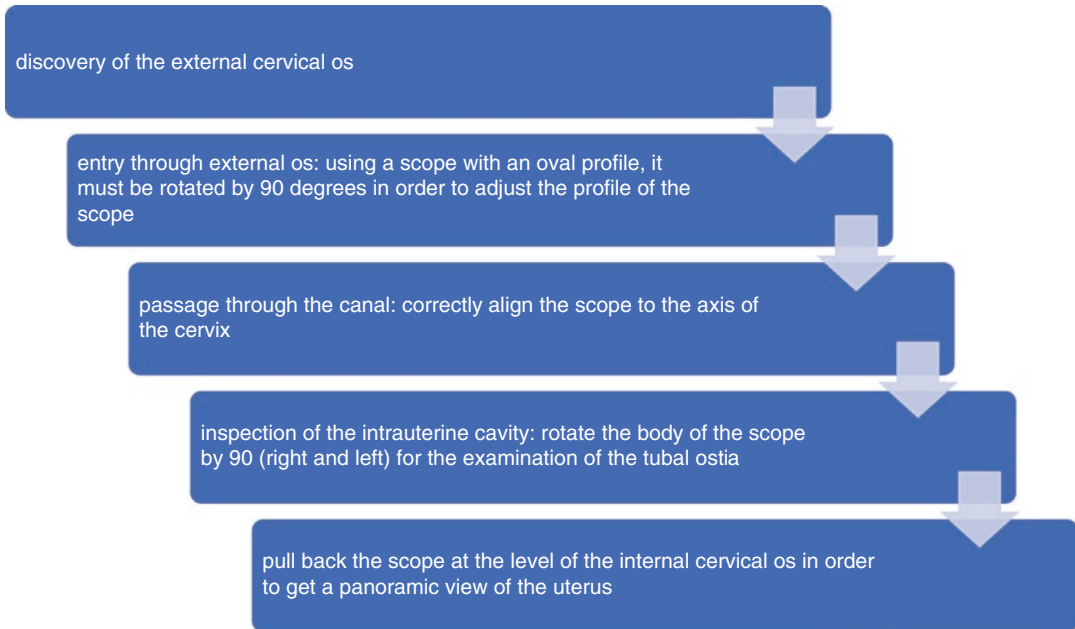 discovery of the external cervical os
entry through external os: using a scope with an oval profile, it
must be rotated by 90 degrees in order to adjust the profile of the
scope
passage through the canal: correctly align the scope to the axis of
the cervix
inspection of the intrauterine cavity: rotate the body of the scope
by 90 (right and left) for the examination of the tubal ostia
pull back the scope at the level of the internal cervical os in order
to get a panoramic view of the uterus